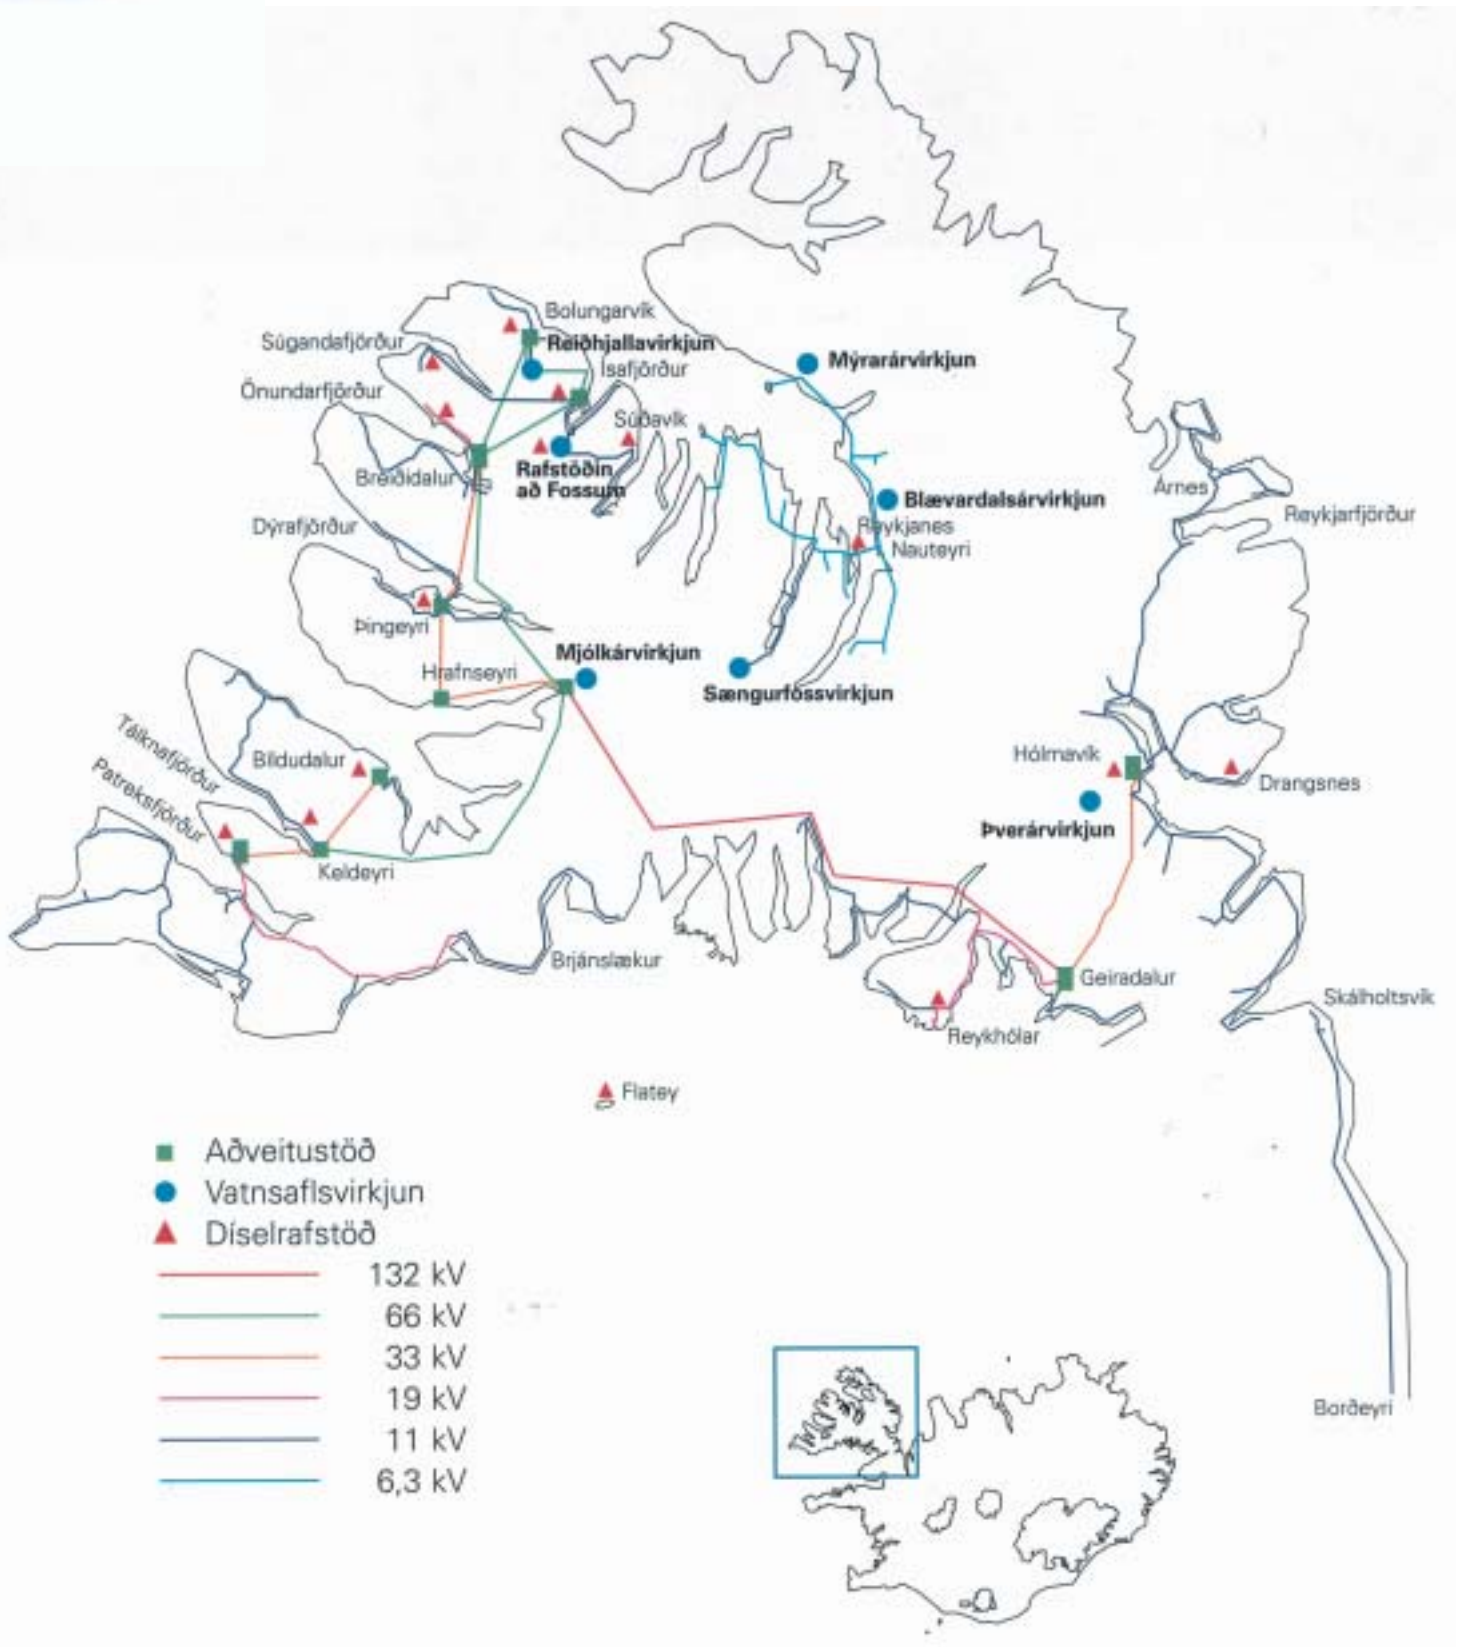 Bolungarvík
Reiðhjallavirkjun
Súgandafjörður
Ísafjörður
Önundarfjörður
Súðavík
Mýrarárvirkjun
Breiðidalur
Rafstöðin
að Fossum
Blævardalsárvirkjun
Árnes
Reykjarfjörður
Dýrafjörður
Reykjanes
Nauteyri
Þingeyri
Mjólkárvirkjun
Hrafnseyri
Sængurfossvirkjun
Tálknafjörður
Bíldudalur
Patreksfjörður
Hólmavík
Drangsnes
Þverárvirkjun
Keldeyri
Brjánslækur
Geiradalur
Skálholtsvík
Reykhólar
Flatey
Aðveitustöð
Vatnsaflsvirkjun
Díselrafstöð
132 kV
66 kV
33 kV
19 kV
11 kV
6,3 kV
Borðeyri